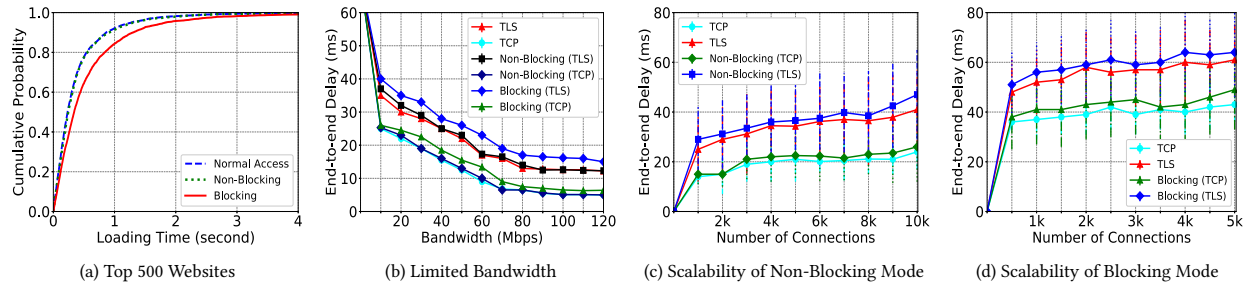 1.0
0.8
0.6
0.4
0.2
0.0
Cumulative Probability
Normal Access
Non-Blocking
Blocking
0 1 2 3 4
Loading Time (second)
(a) Top 500 Websites
60
50
40
30
20
10
0
End-to-end Delay (ms)
TLS
TCP
Non-Blocking (TLS)
Non-Blocking (TCP)
Blocking (TLS)
Blocking (TCP)
20 40 60 80 100 120
Bandwidth (Mbps)
(b) Limited Bandwidth
80
60
40
20
0
End-to-end Delay (ms)
TCP
TLS
Non-Blocking (TCP)
Non-Blocking (TLS)
0 2k 4k 6k 8k 10k
Number of Connections
(c) Scalability of Non-Blocking Mode
80
60
40
20
0
End-to-end Delay (ms)
TCP
TLS
Blocking (TCP)
Blocking (TLS)
0 1k 2k 3k 4k 5k
Number of Connections
(d) Scalability of Blocking Mode